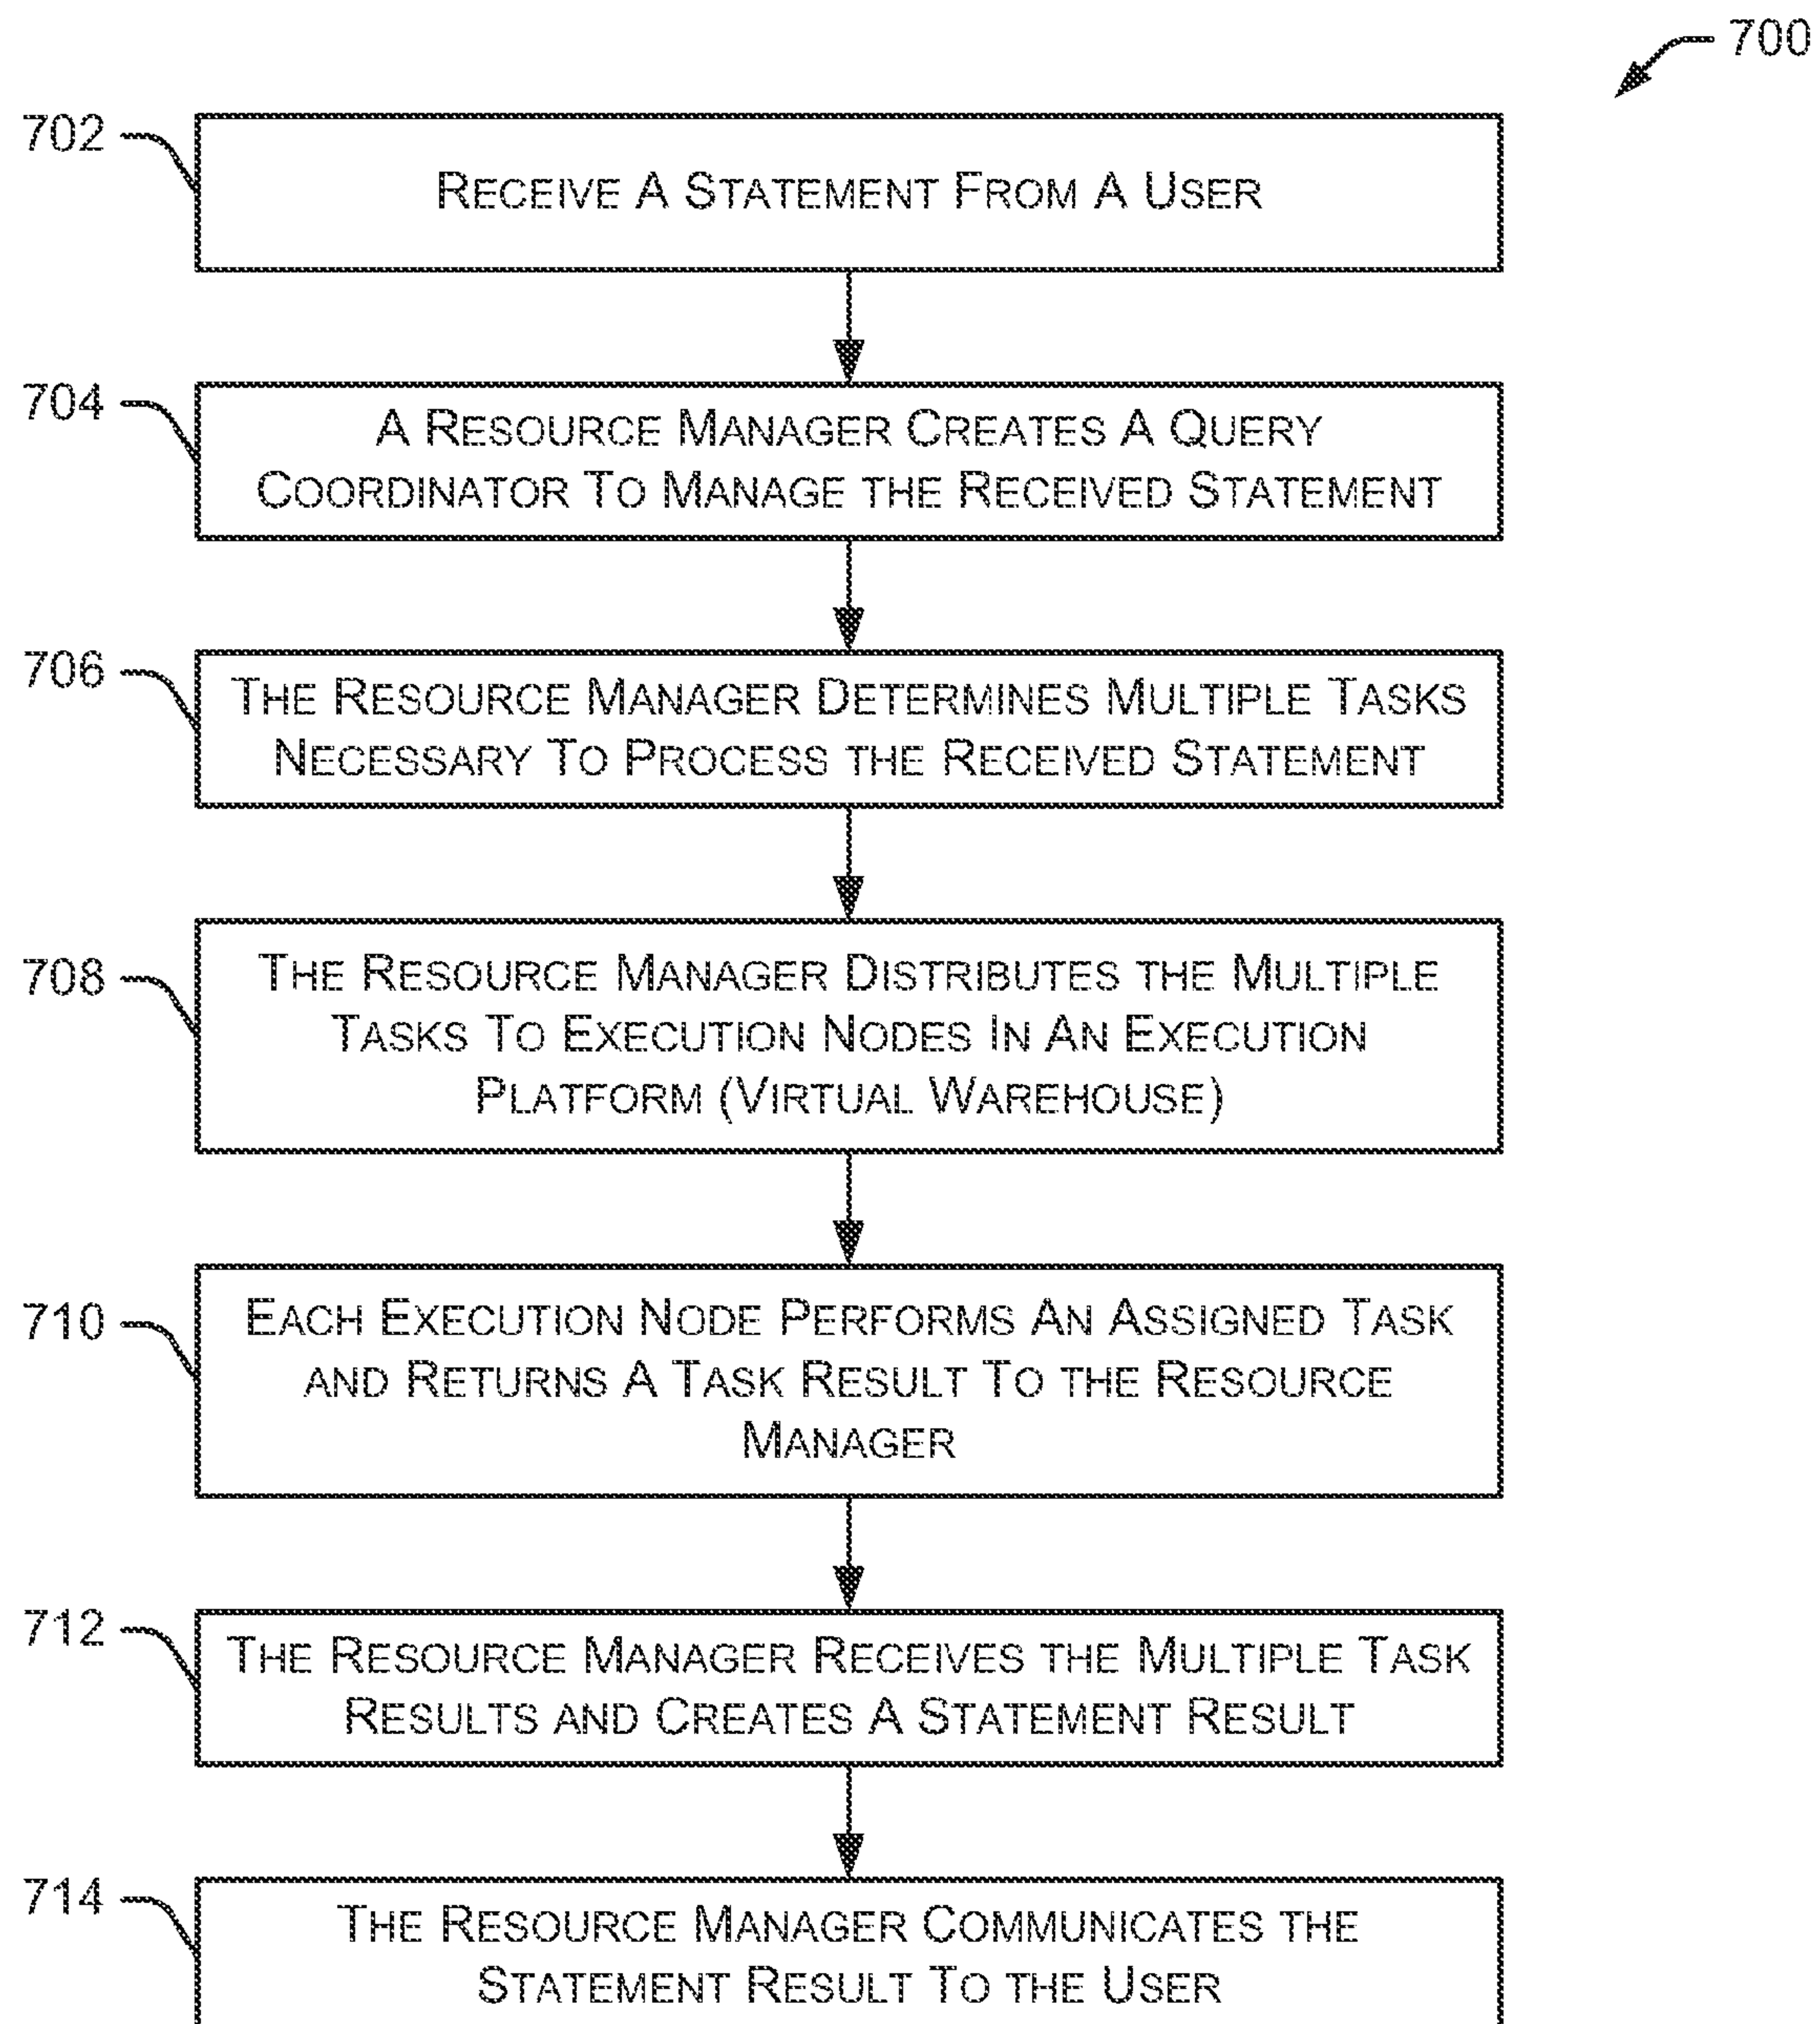 700
702
RECEIVE A STATEMENT FROM A USER
704
A RESOURCE MANAGER CREATES A QUERY
COORDINATOR TO MANAGE THE RECEIVED STATEMENT
706
THE RESOURCE MANAGER DETERMINES MULTIPLE TASKS
NECESSARY TO PROCESS THE RECEIVED STATEMENT
708
THE RESOURCE MANAGER DISTRIBUTES THE MULTIPLE
TASKS TO EXECUTION NODES IN AN EXECUTION
PLATFORM (VIRTUAL WAREHOUSE)
710
EACH EXECUTION NODE PERFORMS AN ASSIGNED TASK
AND RETURNS A TASK RESULT TO THE RESOURCE
MANAGER
712
THE RESOURCE MANAGER RECEIVES THE MULTIPLE TASK
RESULTS AND CREATES A STATEMENT RESULT
714
THE RESOURCE MANAGER COMMUNICATES THE
STATEMENT RESULT TO THE USER